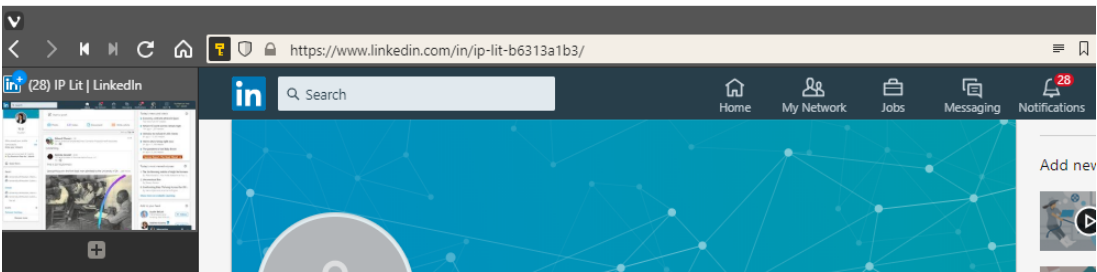 https://www.linkedin.com/in/ip-lit-b6313a1b3/
(28) IP Lit | LinkedIn
in
Search
Home
My Network
Jobs
Messaging
28
Notifications
Add new